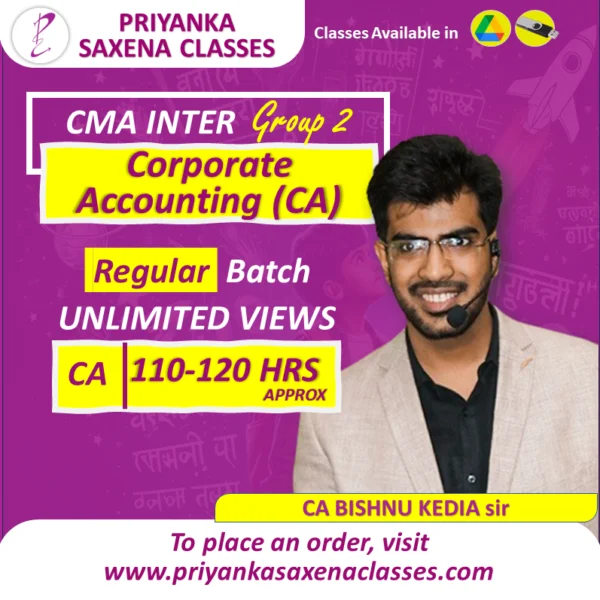 PRIYANKA
SAXENA CLASSES
Classes Available in
CMA INTER Group 2
Corporate
Accounting (CA)
Regular Batch
UNLIMITED VIEWS
CA 110-120 HRS
APPROX
CA BISHNU KEDIA sir
To place an order, visit
www.priyankasaxenaclasses.com